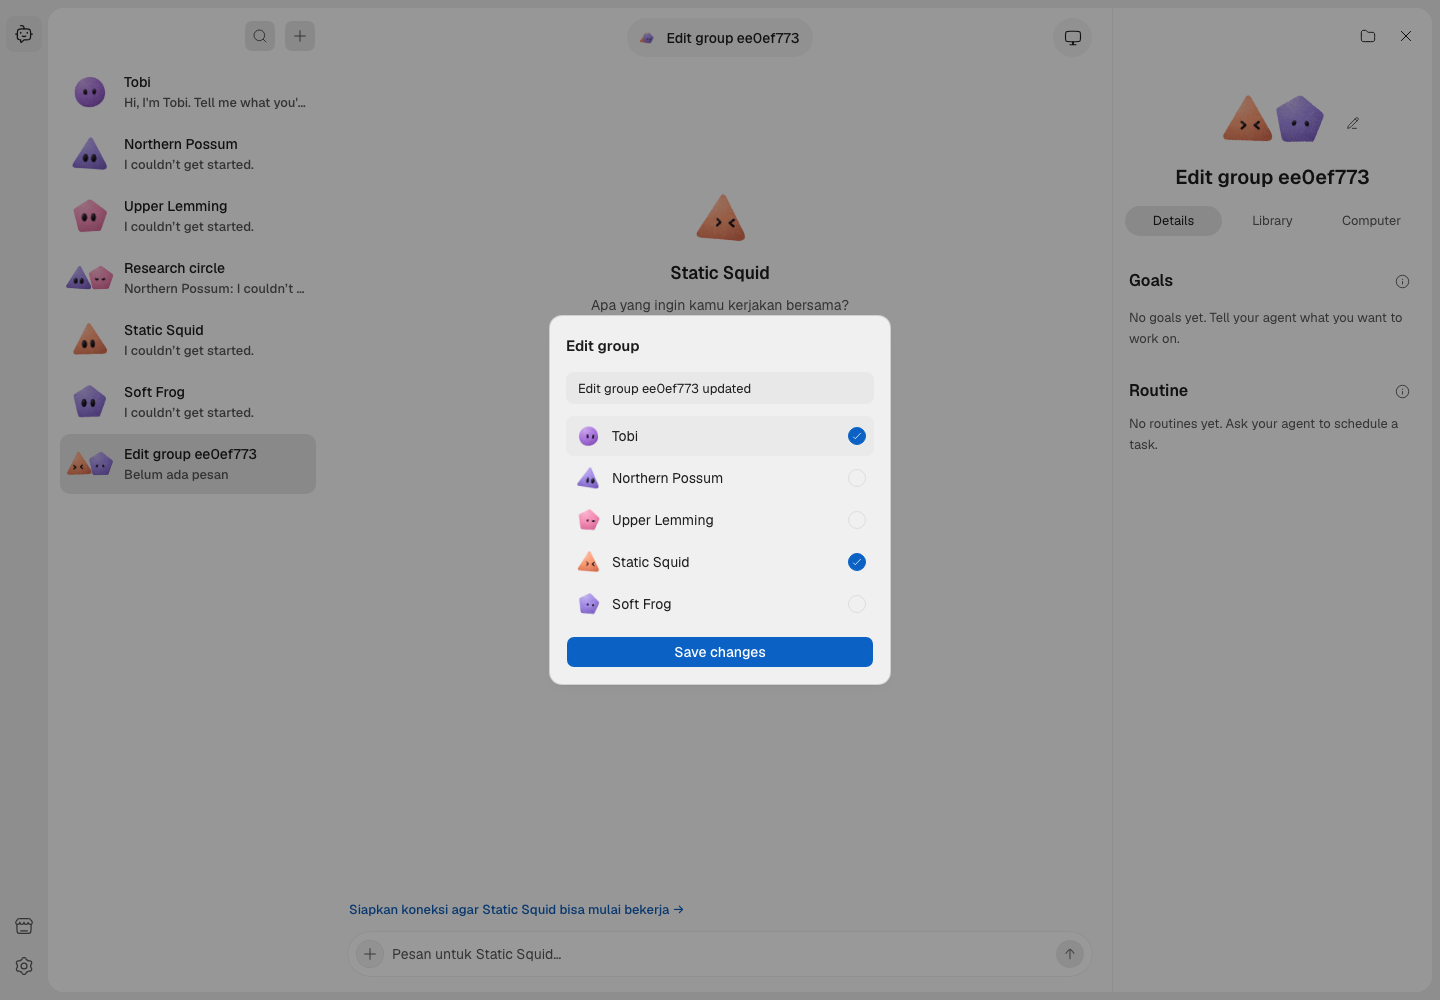 Edit group ee0ef773
Tobi
Hi, I'm Tobi. Tell me what you'...
Northern Possum
I couldn't get started.
Upper Lemming
I couldn't get started.
Research circle
Northern Possum: I couldn't ...
Static Squid
I couldn't get started.
Soft Frog
I couldn't get started.
Edit group ee0ef773
Belum ada pesan
Static Squid
Apa yang ingin kamu kerjakan bersama?
Edit group
Edit group ee0ef773 updated
Tobi
Northern Possum
Upper Lemming
Static Squid
Soft Frog
Save changes
Siapkan koneksi agar Static Squid bisa mulai bekerja →
Pesan untuk Static Squid...
Edit group ee0ef773
Details
Library
Computer
Goals
No goals yet. Tell your agent what you want to
work on.
Routine
No routines yet. Ask your agent to schedule a
task.